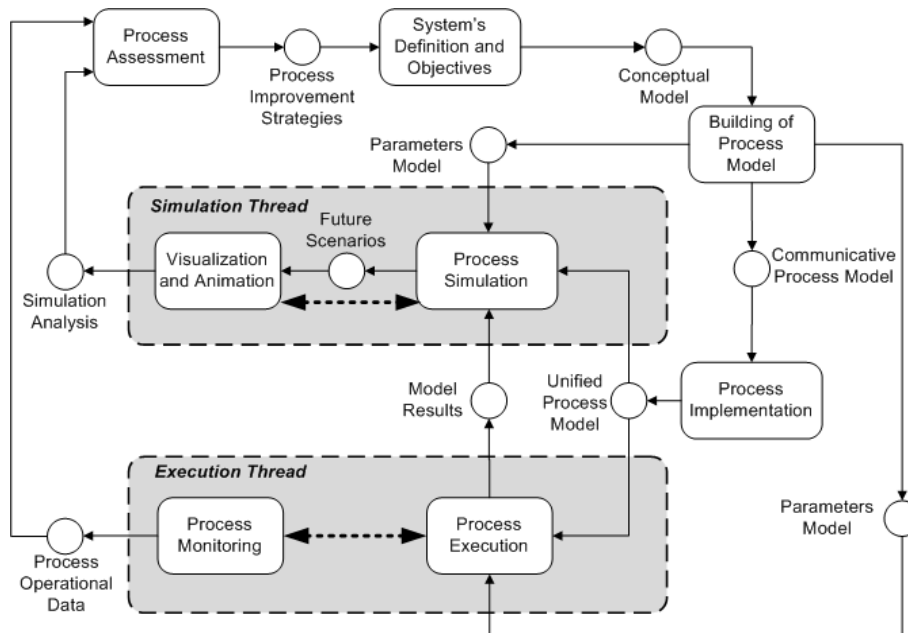 Process
Assessment
Process
Improvement
Strategies
System's
Definition and
Objectives
Conceptual
Model
Building of
Process
Model
Parameters
Model
Simulation Thread
Future
Scenarios
Visualization
and Animation
Process
Simulation
Communicative
Process Model
Simulation
Analysis
Model
Results
Unified
Process
Model
Process
Implementation
Execution Thread
Process
Monitoring
Process
Execution
Parameters
Model
Process
Operational
Data